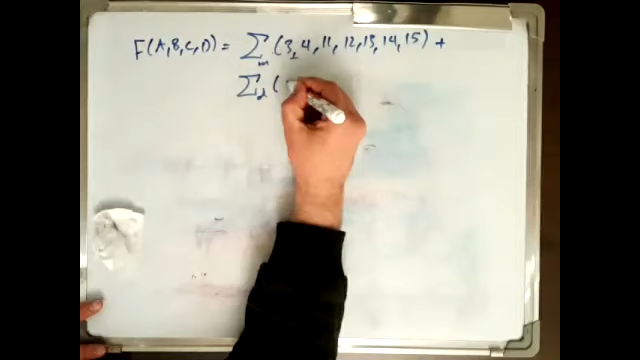 F(A,B,C,D) = Σm (3,4,11,12,13,14,15) +
Σd (